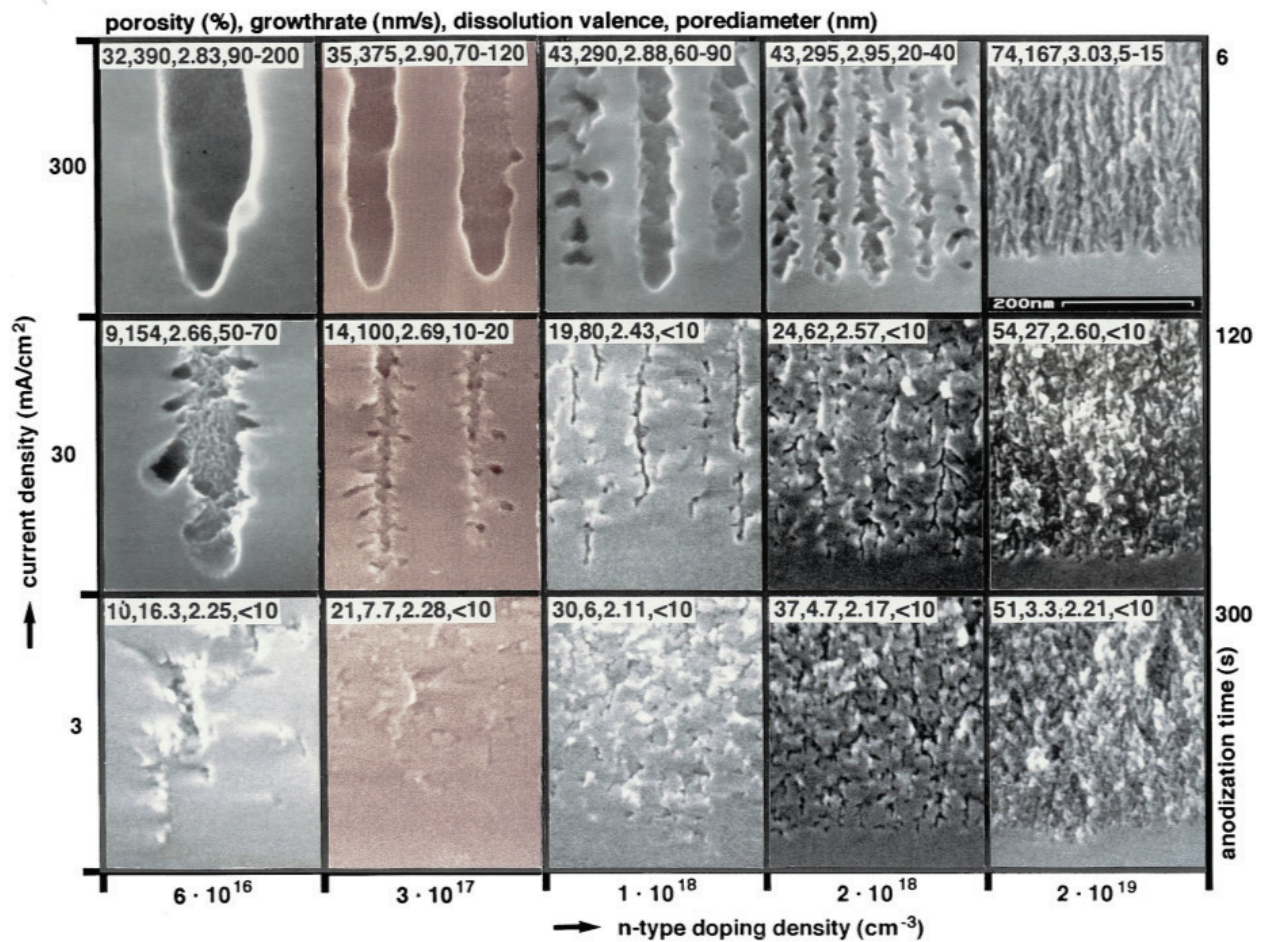 porosity (%), growthrate (nm/s), dissolution valence, porediameter (nm)
32,390,2.83,90-200
35,375,2.90,70-120
43,290,2.88,60-90
43,295,2.95,20-40
74,167,3.03,5-15
6
300
200nm
9,154,2.66,50-70
14,100,2.69,10-20
19,80,2.43,<10
24,62,2.57,<10
54,27,2.60,<10
120
30
10,16.3,2.25,<10
21,7.7,2.28,<10
30,6,2.11,<10
37,4.7,2.17,<10
51,3.3,2.21,<10
300
3
current density (mA/cm²)
anodization time (s)
6 · 10¹⁶
3 · 10¹⁷
1 · 10¹⁸
2 · 10¹⁸
2 · 10¹⁹
n-type doping density (cm⁻³)